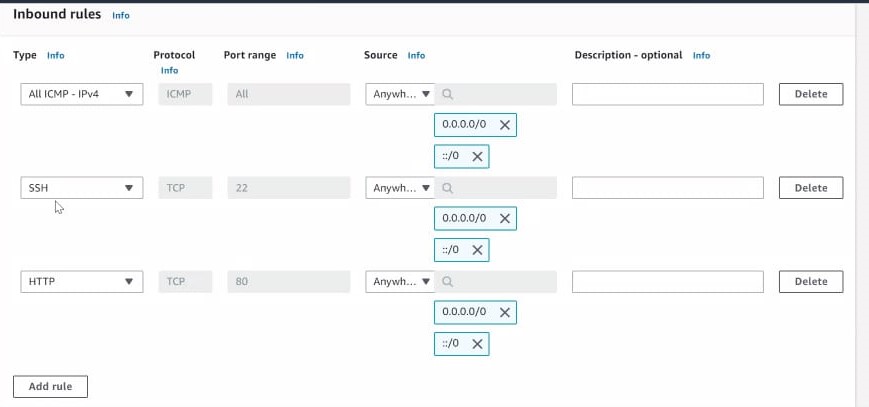 Inbound rules Info
Type Info Protocol Info Port range Info Source Info Description - optional Info
All ICMP - IPv4 ICMP All Anywh... Delete
0.0.0.0/0
::/0
SSH TCP 22 Anywh... Delete
0.0.0.0/0
::/0
HTTP TCP 80 Anywh... Delete
0.0.0.0/0
::/0
Add rule